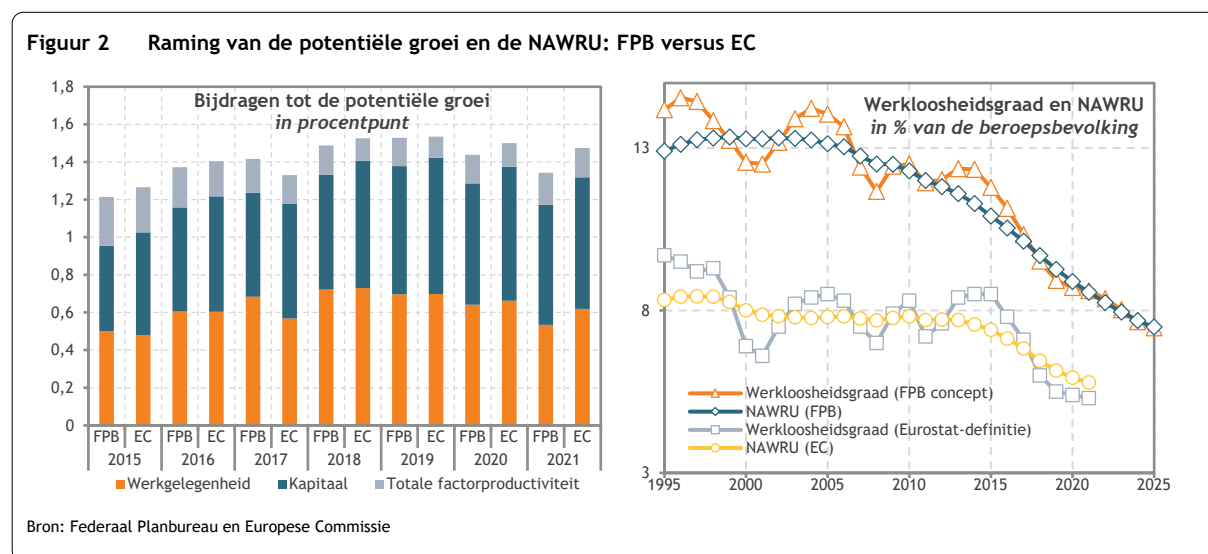 Figuur 2 Raming van de potentiële groei en de NAWRU: FPB versus EC
Bijdragen tot de potentiële groei
in procentpunt
1,8
1,6
1,4
1,2
1
0,8
0,6
0,4
0,2
0
FPB EC FPB EC FPB EC FPB EC FPB EC FPB EC FPB EC
2015 2016 2017 2018 2019 2020 2021
Werkgelegenheid Kapitaal Totale factorproductiviteit
Werkloosheidsgraad en NAWRU
in % van de beroepsbevolking
13
8
3
Werkloosheidsgraad (FPB concept)
NAWRU (FPB)
Werkloosheidsgraad (Eurostat-definitie)
NAWRU (EC)
1995 2000 2005 2010 2015 2020 2025
Bron: Federaal Planbureau en Europese Commissie